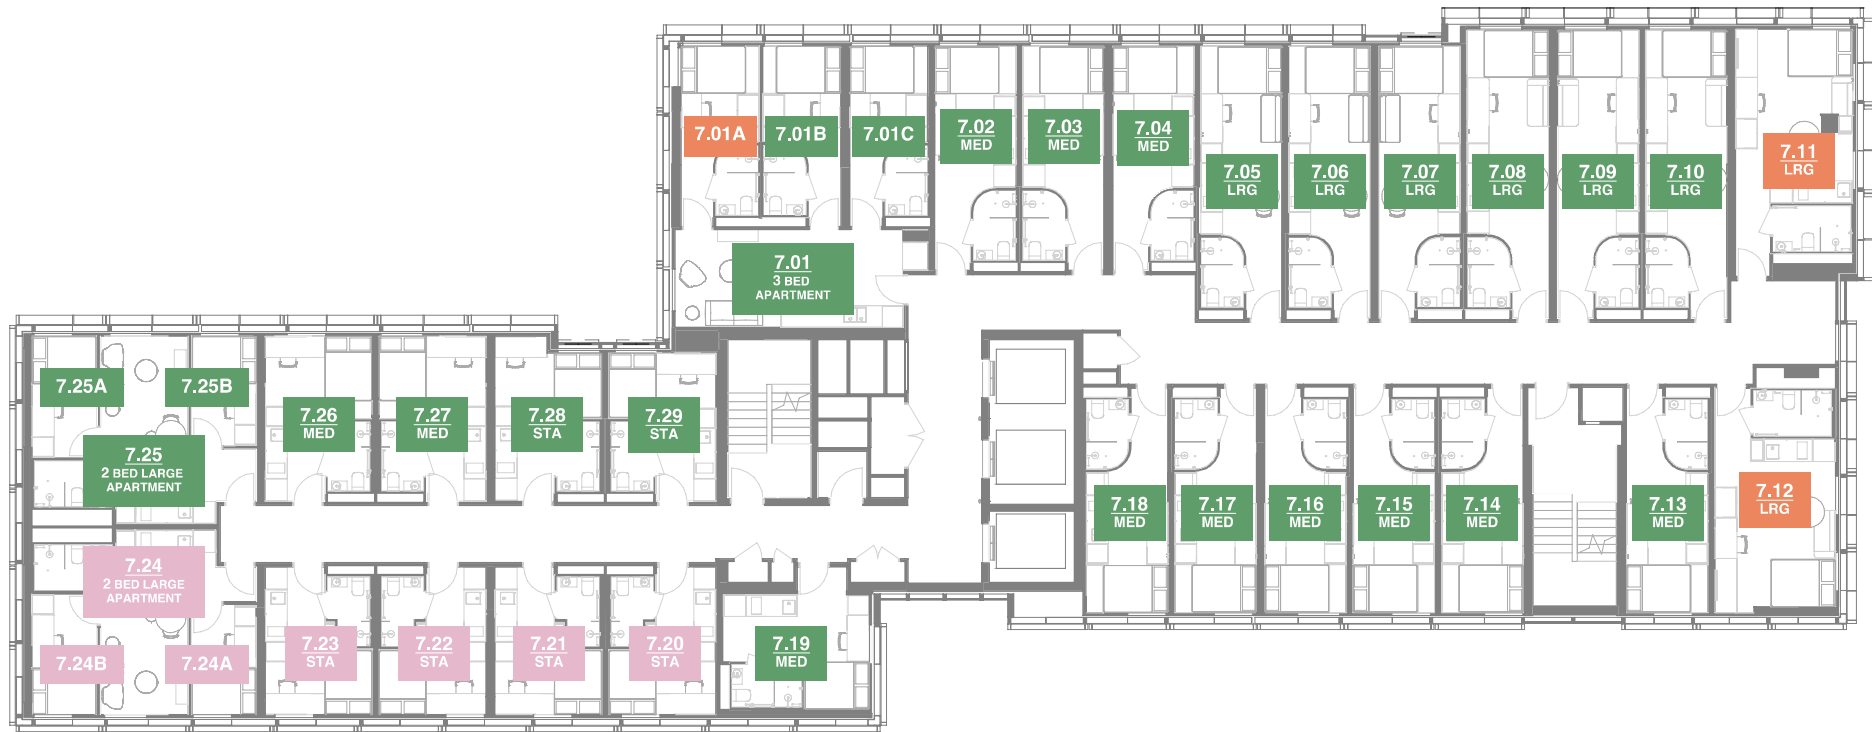 7.01A
7.01B
7.01C
7.02
MED
7.03
MED
7.04
MED
7.05
LRG
7.06
LRG
7.07
LRG
7.08
LRG
7.09
LRG
7.10
LRG
7.11
LRG
7.01
3 BED
APARTMENT
7.25A
7.25B
7.25
2 BED LARGE
APARTMENT
7.26
MED
7.27
MED
7.28
STA
7.29
STA
7.18
MED
7.17
MED
7.16
MED
7.15
MED
7.14
MED
7.13
MED
7.12
LRG
7.24
2 BED LARGE
APARTMENT
7.24B
7.24A
7.23
STA
7.22
STA
7.21
STA
7.20
STA
7.19
MED